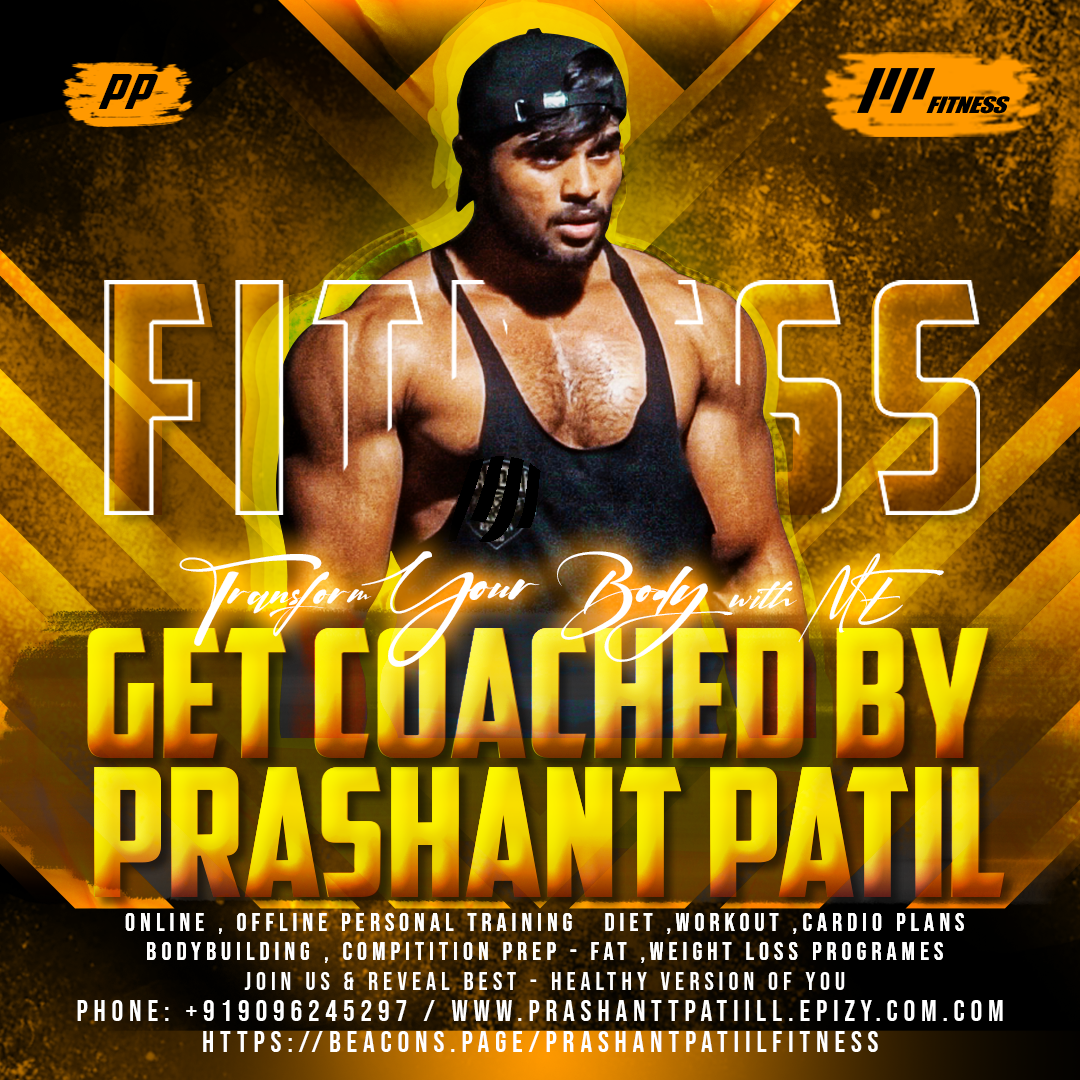 PP
FITNESS
FITNESS
Transform Your Body with ME
GET COACHED BY
PRASHANT PATIL
ONLINE , OFFLINE PERSONAL TRAINING DIET ,WORKOUT ,CARDIO PLANS
BODYBUILDING , COMPITITION PREP - FAT ,WEIGHT LOSS PROGRAMES
JOIN US & REVEAL BEST - HEALTHY VERSION OF YOU
PHONE: +919096245297 / WWW.PRASHANTTPATIILL.EPIZY.COM.COM
HTTPS://BEACONS.PAGE/PRASHANTPATIILFITNESS